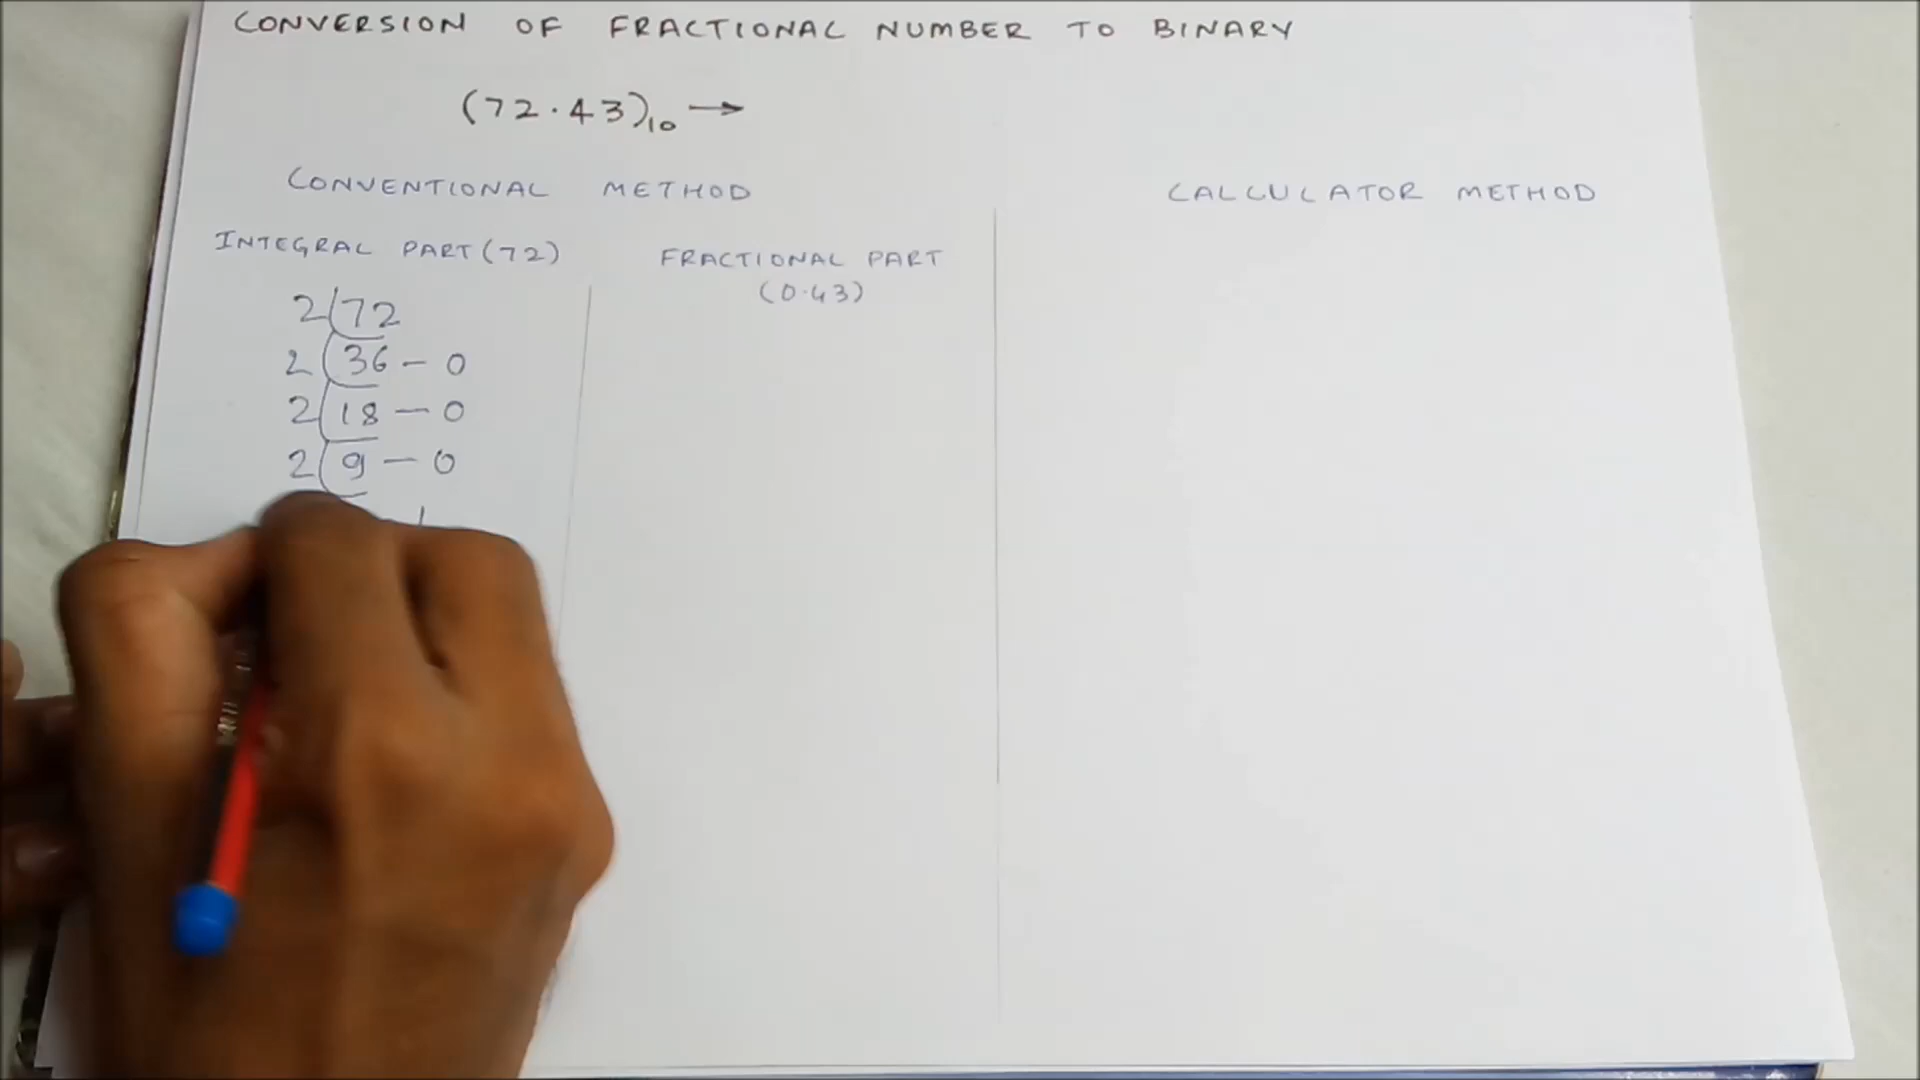 CONVERSION OF FRACTIONAL NUMBER TO BINARY
(72.43)₁₀ →
CONVENTIONAL METHOD
CALCULATOR METHOD
INTEGRAL PART (72)
FRACTIONAL PART
(0.43)
2 72
2 36 - 0
2 18 - 0
2 9 - 0
1